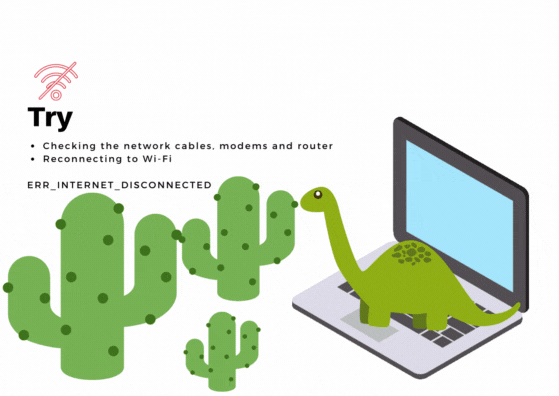 Try
• Checking the network cables, modems and router
• Reconnecting to Wi-Fi
ERR_INTERNET_DISCONNECTED